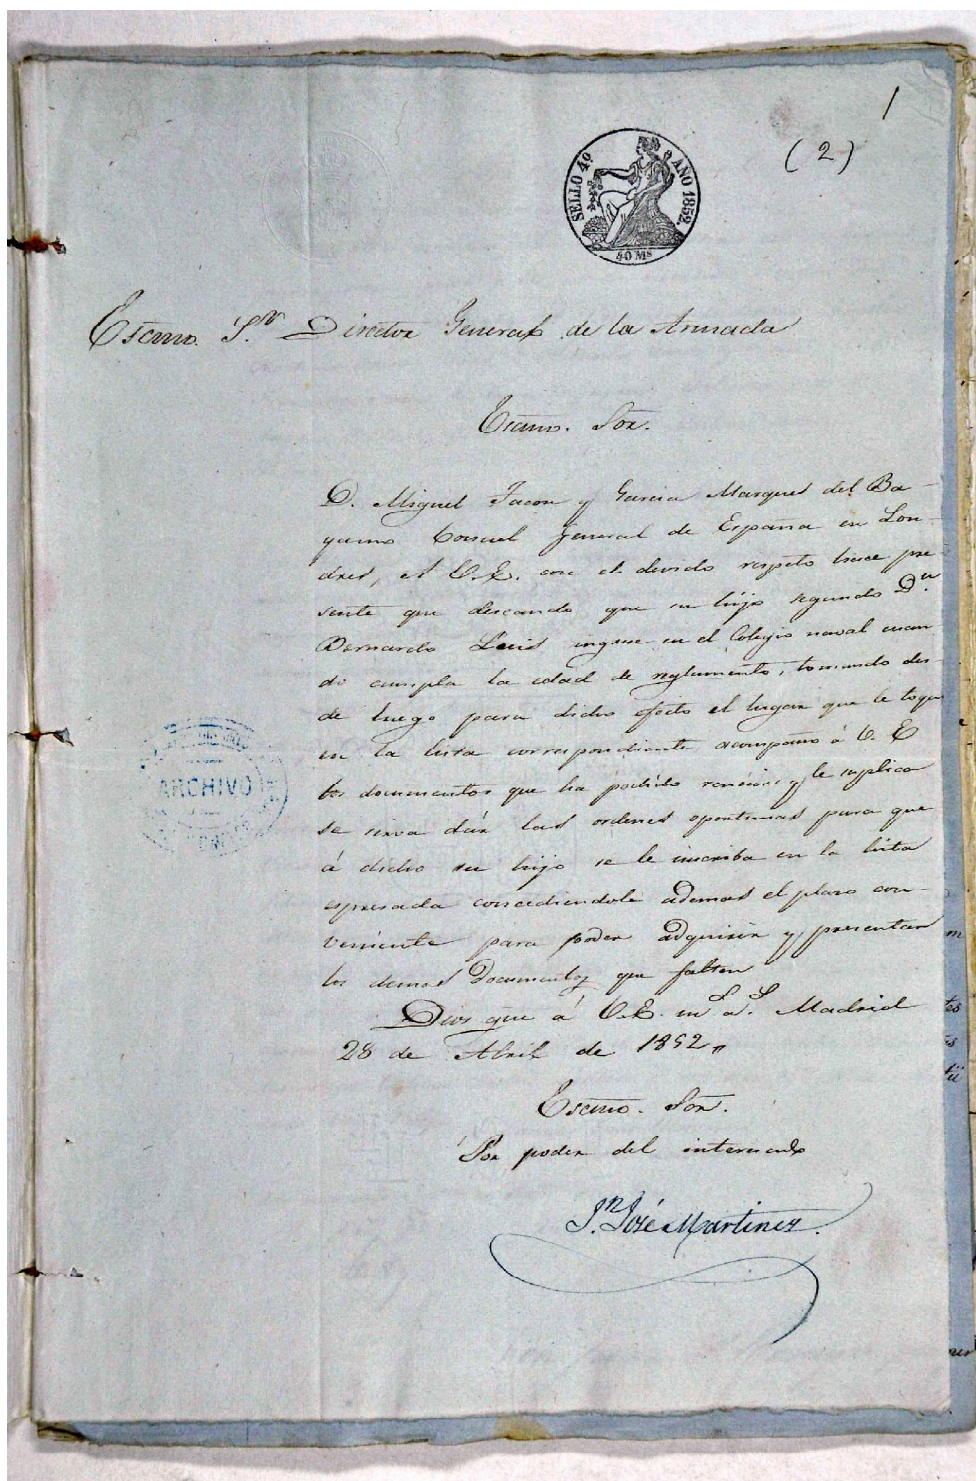 1
(2)
SELLO 4º AÑO 1852.
40 Ms
Escmo. S.or Director General de la Armada
Escmo. Sor.
D. Miguel Tacon y Garcia Marques del Ba-
yamo Consul general de España en Lon-
dres, á V.E. con el devido respeto hace pre-
sente que deseando que su hijo segundo D.n
Bernardo Luis ingrese en el Colegio naval cuan-
do cumpla la edad de reglamento, tomando des-
de luego para dicho efecto el lugar que le toque
en la lista correspondiente acompaño á V.E
los documentos que ha podido reunir y le suplica
se sirva dár las ordenes oportunas para que
á dicho su hijo se le inscriba en la lista
espresada concediendole ademas el plazo con-
veniente para poder adquirir y presentar
los demas Documentos que falten
Dios gue á V.E. m.s a.s Madrid
28 de Abril de 1852
Escmo. Sor.
Por poder del interesado
J.n José Martinez.
ARCHIVO
m
tes